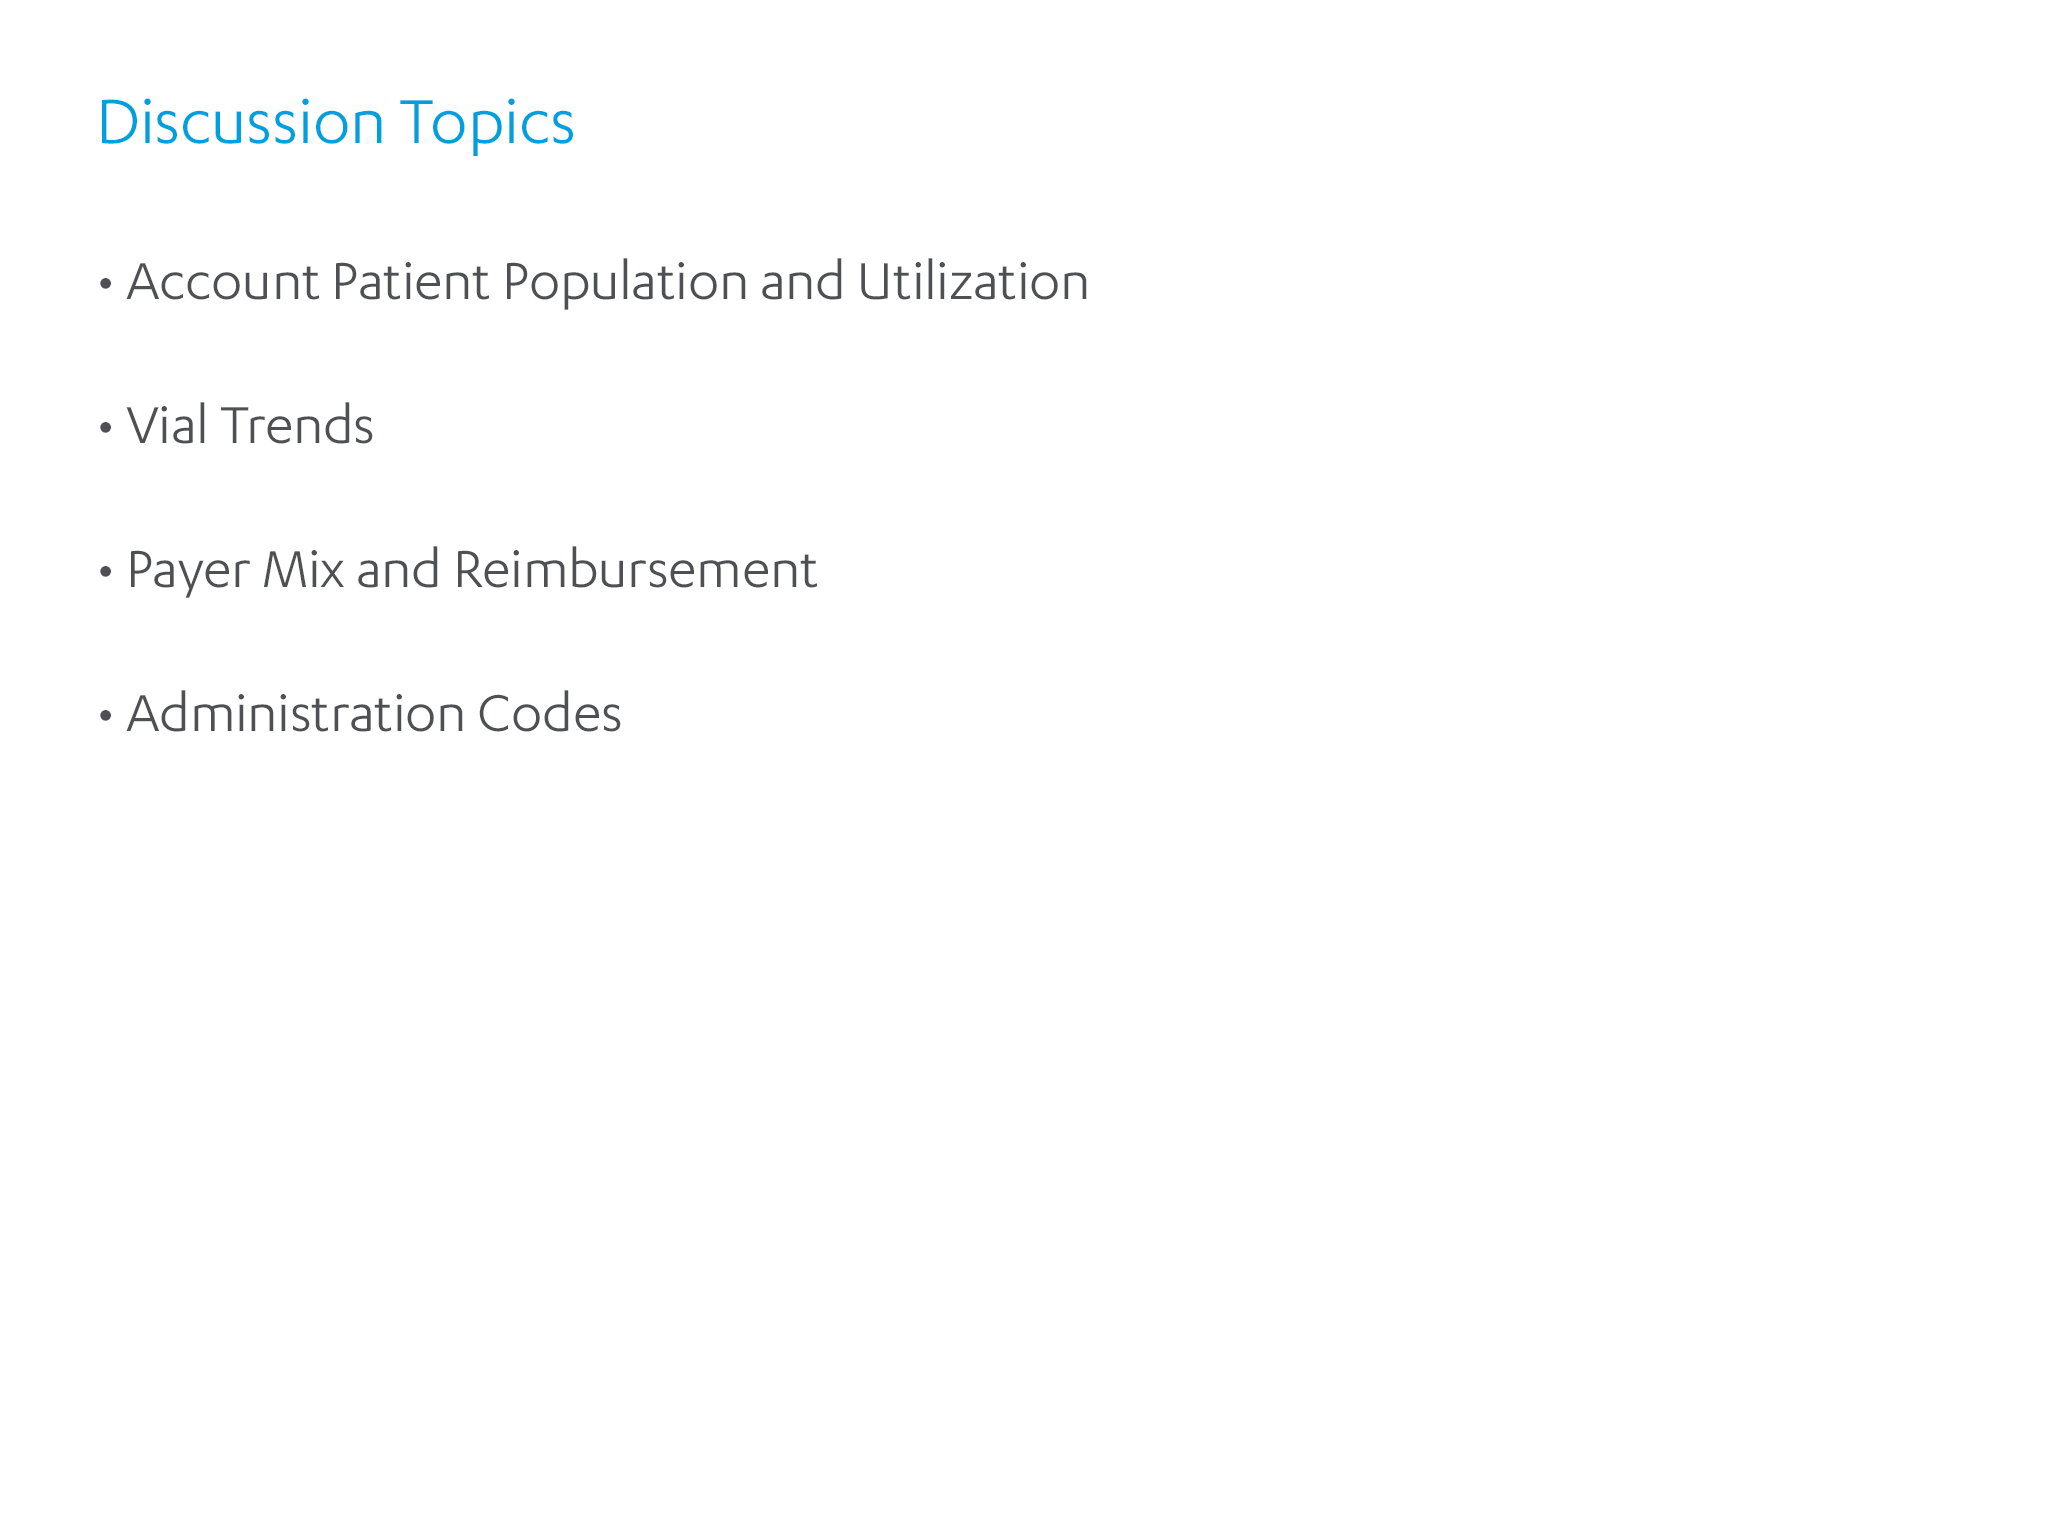 Discussion Topics
• Account Patient Population and Utilization
• Vial Trends
• Payer Mix and Reimbursement
• Administration Codes